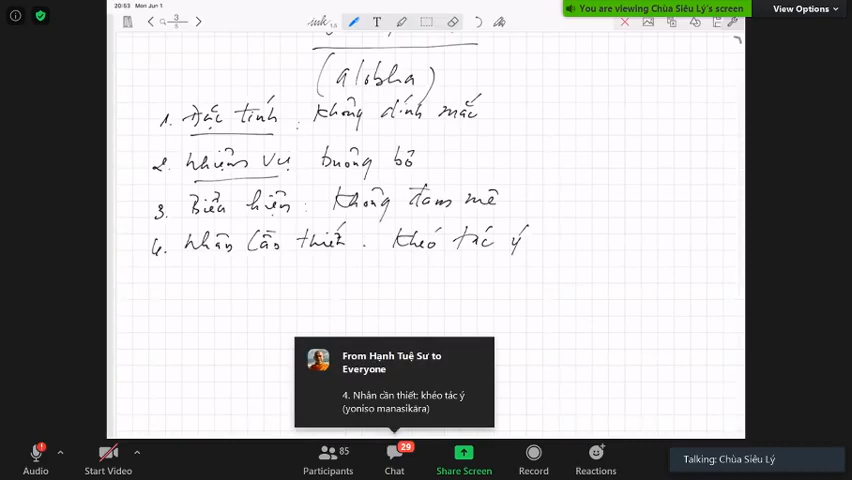 20:53 Mon Jun 1
You are viewing Chùa Siêu Lý's screen
View Options
3
(alobha)
1. Đặc tính : không dính mắc
2. Nhiệm vụ buông bỏ
3. Biểu hiện : không đam mê
4. Nhân cần thiết . khéo tác ý
From Hạnh Tuệ Sư to
Everyone
4. Nhân cần thiết: khéo tác ý
(yoniso manasikāra)
Audio
Start Video
85
Participants
29
Chat
Share Screen
Record
Reactions
Talking: Chùa Siêu Lý